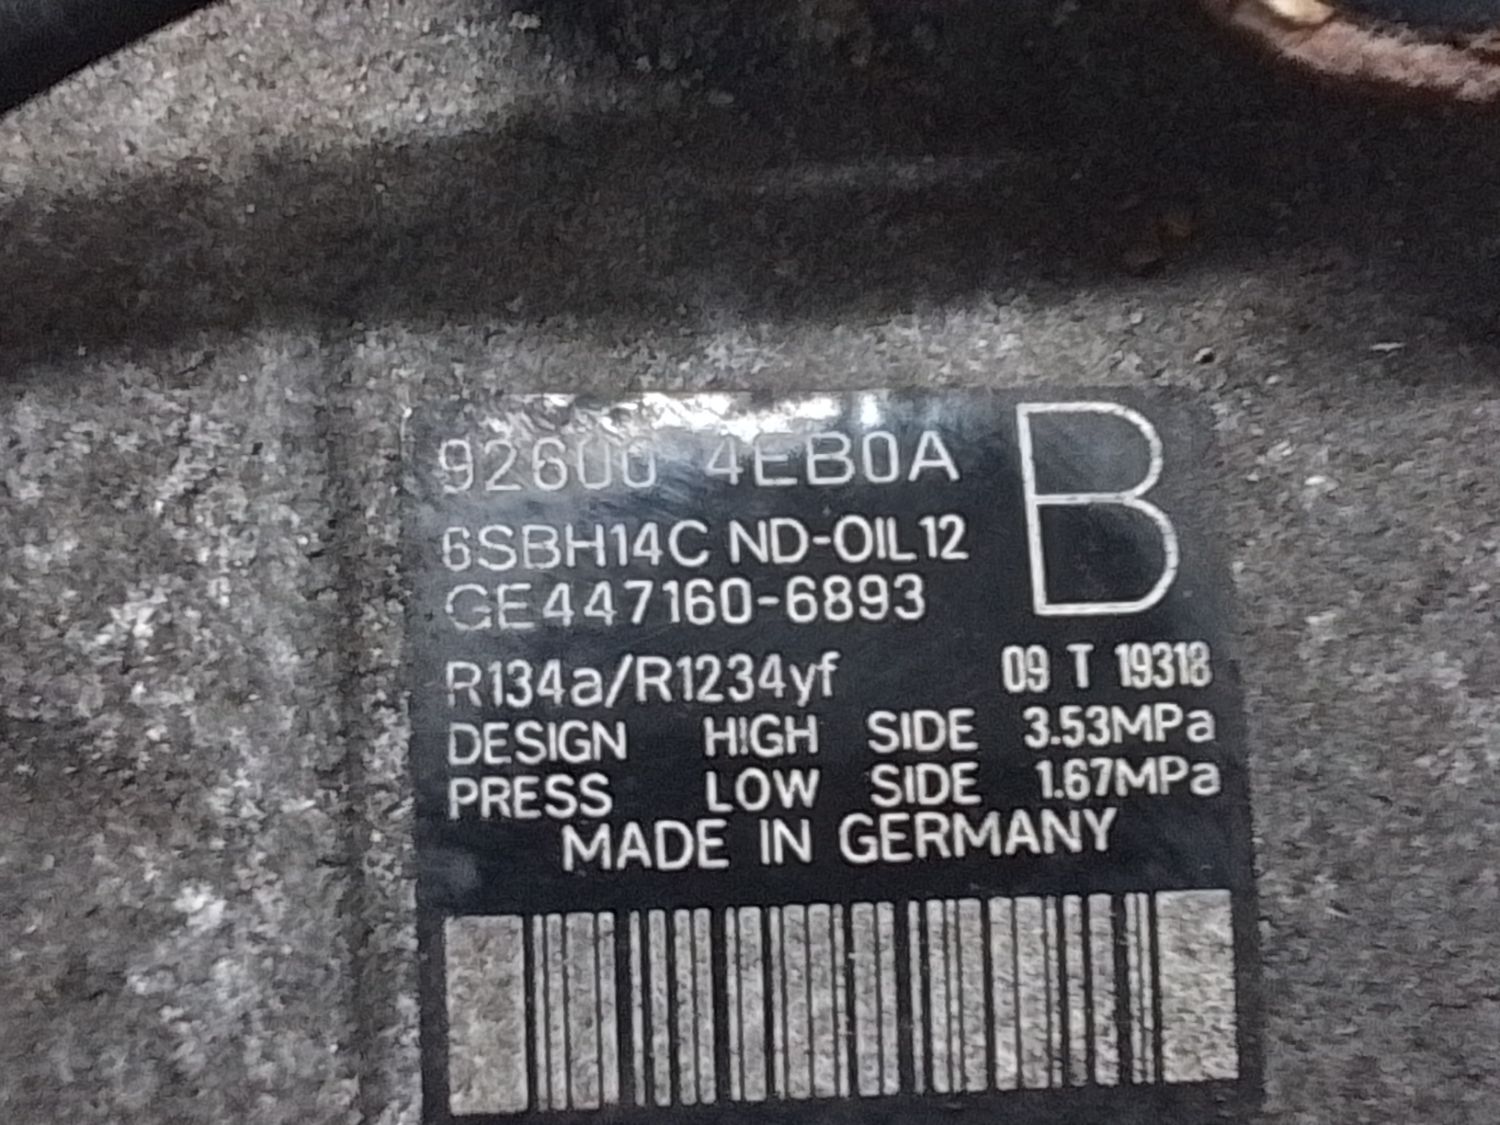 92600 4EB0A
B
6SBH14C ND-OIL12
GE447160-6893
R134a/R1234yf 09 T 19318
DESIGN HIGH SIDE 3.53MPa
PRESS LOW SIDE 1.67MPa
MADE IN GERMANY